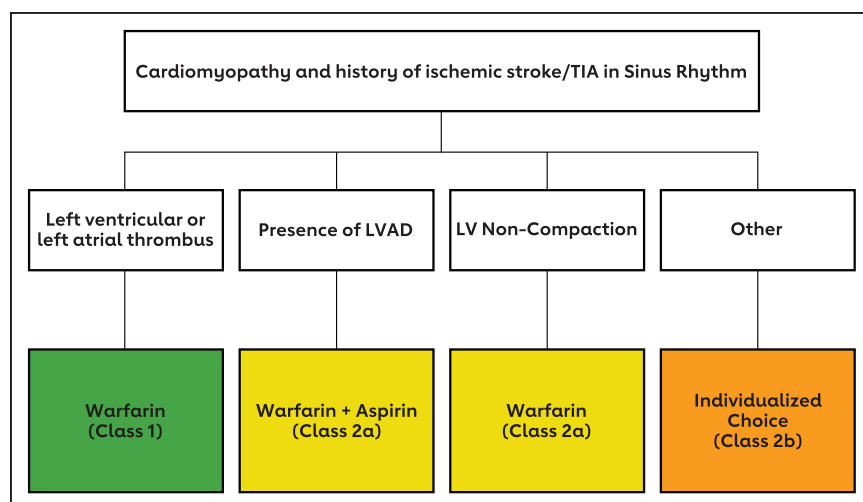 Cardiomyopathy and history of ischemic stroke/TIA in Sinus Rhythm
Left ventricular or
left atrial thrombus
Presence of LVAD
LV Non-Compaction
Other
Warfarin
(Class 1)
Warfarin + Aspirin
(Class 2a)
Warfarin
(Class 2a)
Individualized
Choice
(Class 2b)